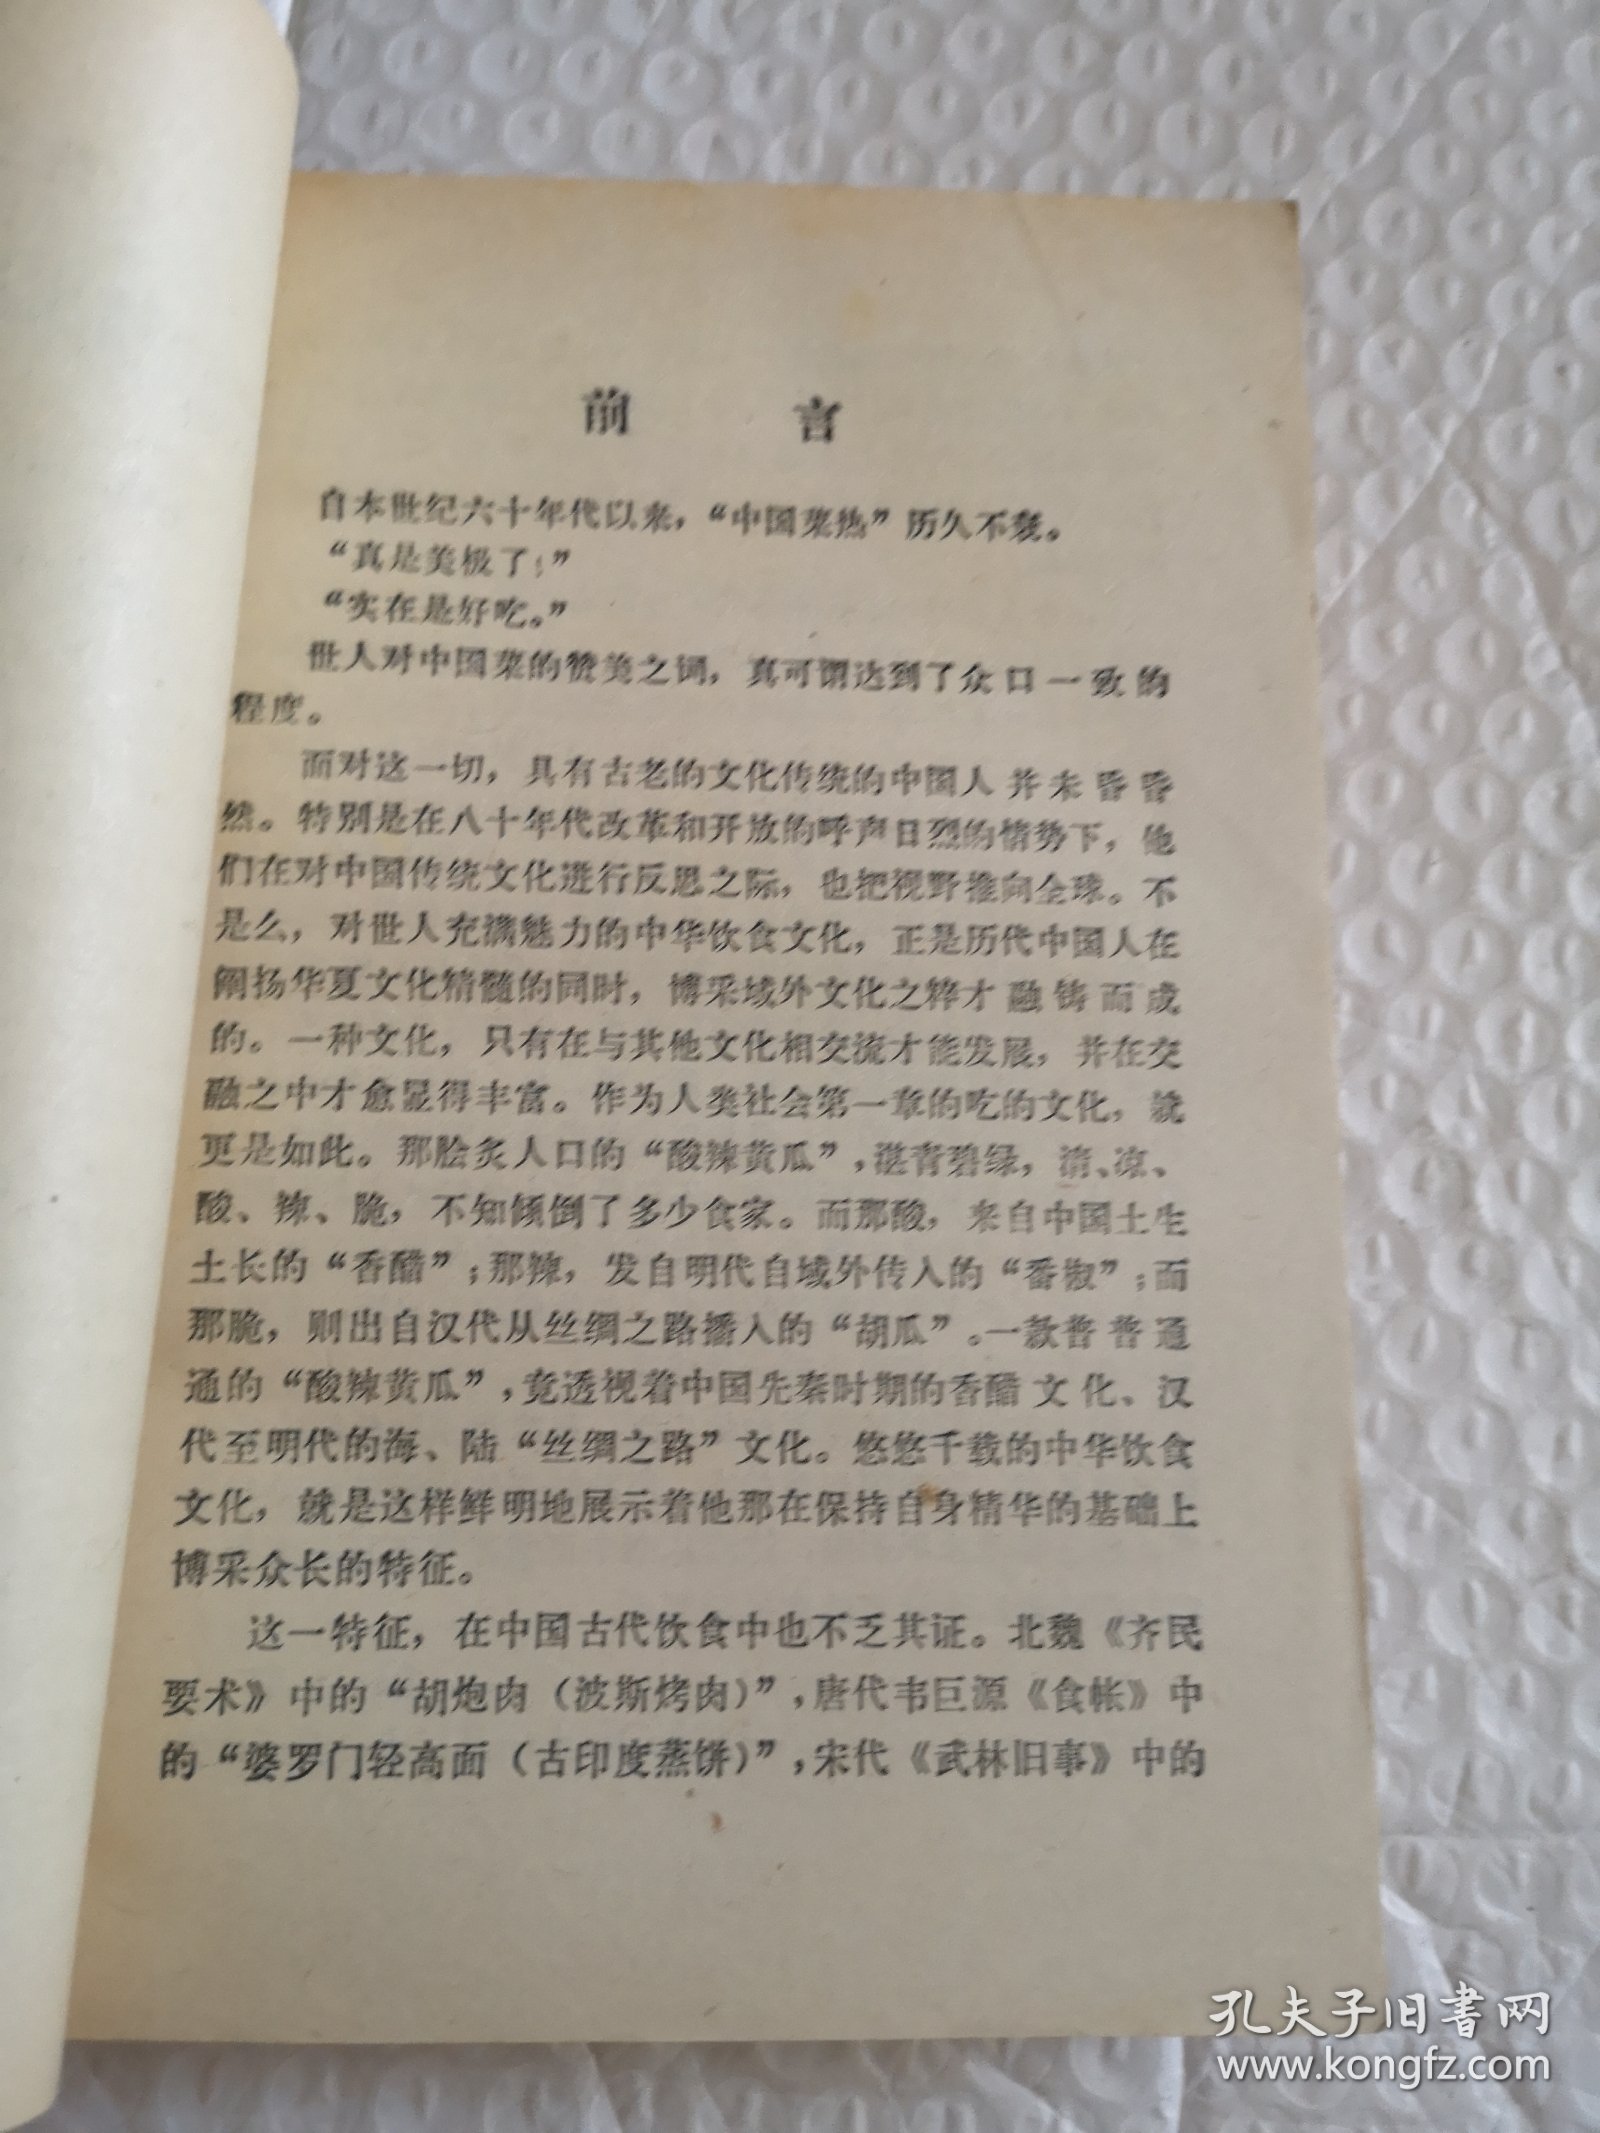 前 言
自本世纪六十年代以来，“中国菜热”历久不衰。
“真是美极了！”
“实在是好吃。”
世人对中国菜的赞美之词，真可谓达到了众口一致的
程度。
而对这一切，具有古老的文化传统的中国人并未昏昏
然。特别是在八十年代改革和开放的呼声日烈的情势下，他
们在对中国传统文化进行反思之际，也把视野推向全球。不
是么，对世人充满魅力的中华饮食文化，正是历代中国人在
阐扬华夏文化精髓的同时，博采域外文化之粹才融铸而成
的。一种文化，只有在与其他文化相交流才能发展，并在交
融之中才愈显得丰富。作为人类社会第一章的吃的文化，就
更是如此。那脍炙人口的“酸辣黄瓜”，湛青碧绿，清、凉、
酸、辣、脆，不知倾倒了多少食家。而那酸，来自中国土生
土长的“香醋”；那辣，发自明代自域外传入的“番椒”；而
那脆，则出自汉代从丝绸之路播入的“胡瓜”。一款普普通
通的“酸辣黄瓜”，竟透视着中国先秦时期的香醋文化、汉
代至明代的海、陆“丝绸之路”文化。悠悠千载的中华饮食
文化，就是这样鲜明地展示着他那在保持自身精华的基础上
博采众长的特征。
这一特征，在中国古代饮食中也不乏其证。北魏《齐民
要术》中的“胡炮肉（波斯烤肉）”，唐代韦巨源《食帐》中
的“婆罗门轻高面（古印度蒸饼）”，宋代《武林旧事》中的
孔夫子旧书网
www.kongfz.com